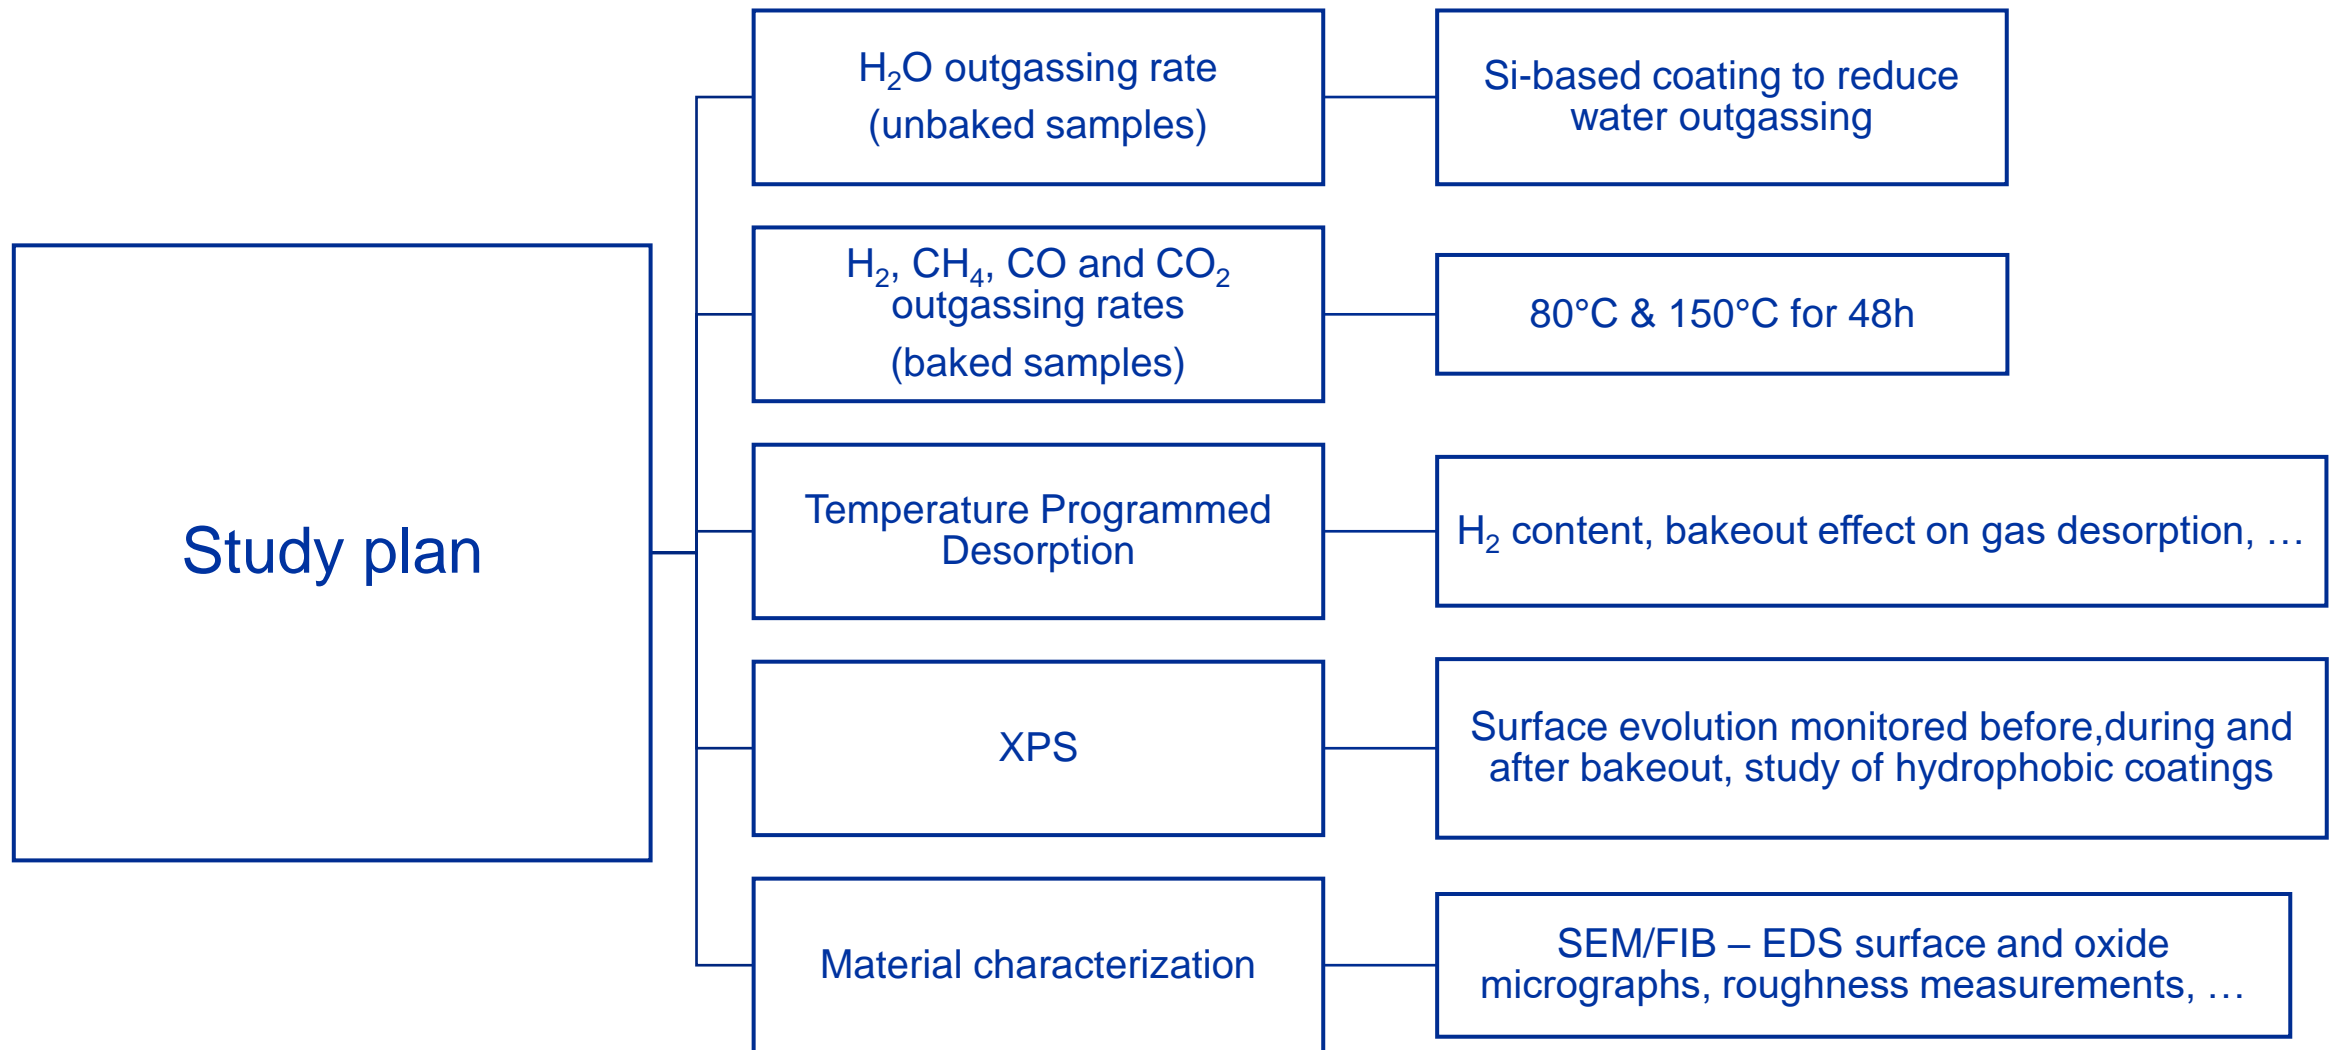 Study plan
H₂O outgassing rate
(unbaked samples)
Si-based coating to reduce
water outgassing
H₂, CH₄, CO and CO₂
outgassing rates
(baked samples)
80°C & 150°C for 48h
Temperature Programmed
Desorption
H₂ content, bakeout effect on gas desorption, …
XPS
Surface evolution monitored before,during and
after bakeout, study of hydrophobic coatings
Material characterization
SEM/FIB – EDS surface and oxide
micrographs, roughness measurements, …